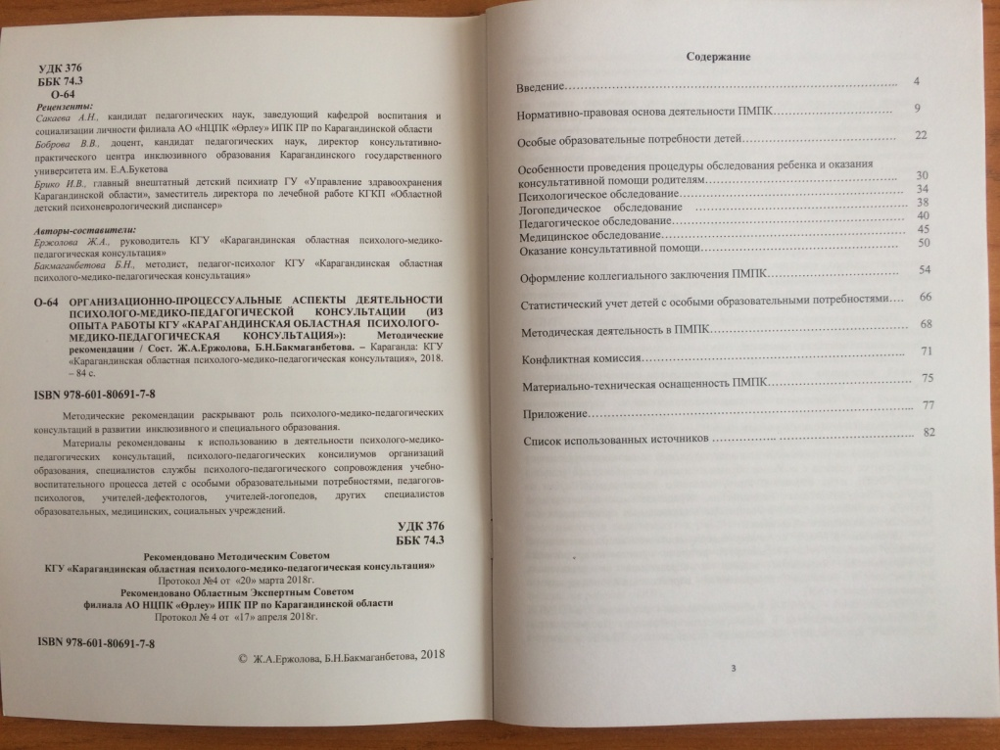 УДК 376
ББК 74.3
О-64
Рецензенты:
Сакаева А.Н., кандидат педагогических наук, заведующий кафедрой воспитания и
социализации личности филиала АО «НЦПК «Өрлеу» ИПК ПР по Карагандинской области
Боброва В.В., доцент, кандидат педагогических наук, директор консультативно-
практического центра инклюзивного образования Карагандинского государственного
университета им. Е.А.Букетова
Брико И.В., главный внештатный детский психиатр ГУ «Управление здравоохранения
Карагандинской области», заместитель директора по лечебной работе КГКП «Областной
детский психоневрологический диспансер»
Авторы-составители:
Ержолова Ж.А., руководитель КГУ «Карагандинская областная психолого-медико-
педагогическая консультация»
Бакмаганбетова Б.Н., методист, педагог-психолог КГУ «Карагандинская областная
психолого-медико-педагогическая консультация»
О-64 ОРГАНИЗАЦИОННО-ПРОЦЕССУАЛЬНЫЕ АСПЕКТЫ ДЕЯТЕЛЬНОСТИ
ПСИХОЛОГО-МЕДИКО-ПЕДАГОГИЧЕСКОЙ КОНСУЛЬТАЦИИ (ИЗ
ОПЫТА РАБОТЫ КГУ «КАРАГАНДИНСКАЯ ОБЛАСТНАЯ ПСИХОЛОГО-
МЕДИКО-ПЕДАГОГИЧЕСКАЯ КОНСУЛЬТАЦИЯ»): Методические
рекомендации / Сост. Ж.А.Ержолова, Б.Н.Бакмаганбетова. – Караганда: КГУ
«Карагандинская областная психолого-медико-педагогическая консультация», 2018.
– 84 с.
ISBN 978-601-80691-7-8
Методические рекомендации раскрывают роль психолого-медико-педагогических
консультаций в развитии инклюзивного и специального образования.
Материалы рекомендованы к использованию в деятельности психолого-медико-
педагогических консультаций, психолого-педагогических консилиумов организаций
образования, специалистов службы психолого-педагогического сопровождения учебно-
воспитательного процесса детей с особыми образовательными потребностями, педагогов-
психологов, учителей-дефектологов, учителей-логопедов, других специалистов
образовательных, медицинских, социальных учреждений.
УДК 376
ББК 74.3
Рекомендовано Методическим Советом
КГУ «Карагандинская областная психолого-медико-педагогическая консультация»
Протокол №4 от «20» марта 2018г.
Рекомендовано Областным Экспертным Советом
филиала АО НЦПК «Өрлеу» ИПК ПР по Карагандинской области
Протокол № 4 от «17» апреля 2018г.
ISBN 978-601-80691-7-8
© Ж.А.Ержолова, Б.Н.Бакмаганбетова, 2018
Содержание
Введение……………………………………………………………….. 4
Нормативно-правовая основа деятельности ПМПК……………………… 9
Особые образовательные потребности детей…………………………….. 22
Особенности проведения процедуры обследования ребенка и оказания
консультативной помощи родителям…………………………………….. 30
Психологическое обследование…………………………………………… 34
Логопедическое обследование …………………………………………… 38
Педагогическое обследование……………………………………………… 40
Медицинское обследование………………………………………………… 45
Оказание консультативной помощи……………………………………….. 50
Оформление коллегиального заключения ПМПК………………………… 54
Статистический учет детей с особыми образовательными потребностями…. 66
Методическая деятельность в ПМПК……………………………………… 68
Конфликтная комиссия……………………………………………………… 71
Материально-техническая оснащенность ПМПК………………………… 75
Приложение………………………………………………………………….. 77
Список использованных источников …………….. ……………………….. 82
3